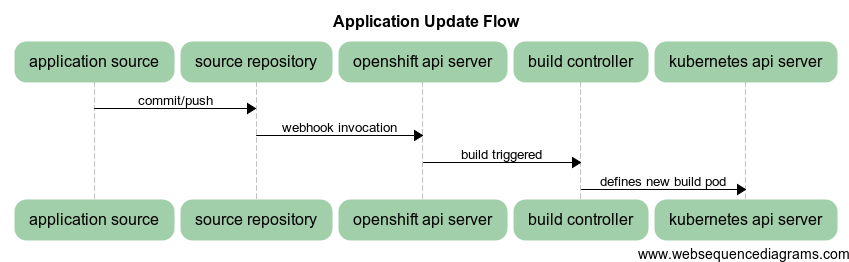 Application Update Flow
application source
source repository
openshift api server
build controller
kubernetes api server
commit/push
webhook invocation
build triggered
defines new build pod
application source
source repository
openshift api server
build controller
kubernetes api server
www.websequencediagrams.com